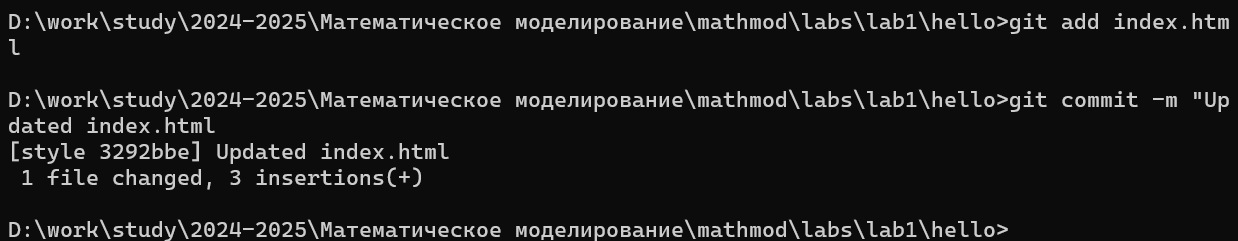 D:\work\study\2024-2025\Математическое моделирование\mathmod\labs\lab1\hello>git add index.htm
l
D:\work\study\2024-2025\Математическое моделирование\mathmod\labs\lab1\hello>git commit -m "Up
dated index.html
[style 3292bbe] Updated index.html
 1 file changed, 3 insertions(+)
D:\work\study\2024-2025\Математическое моделирование\mathmod\labs\lab1\hello>